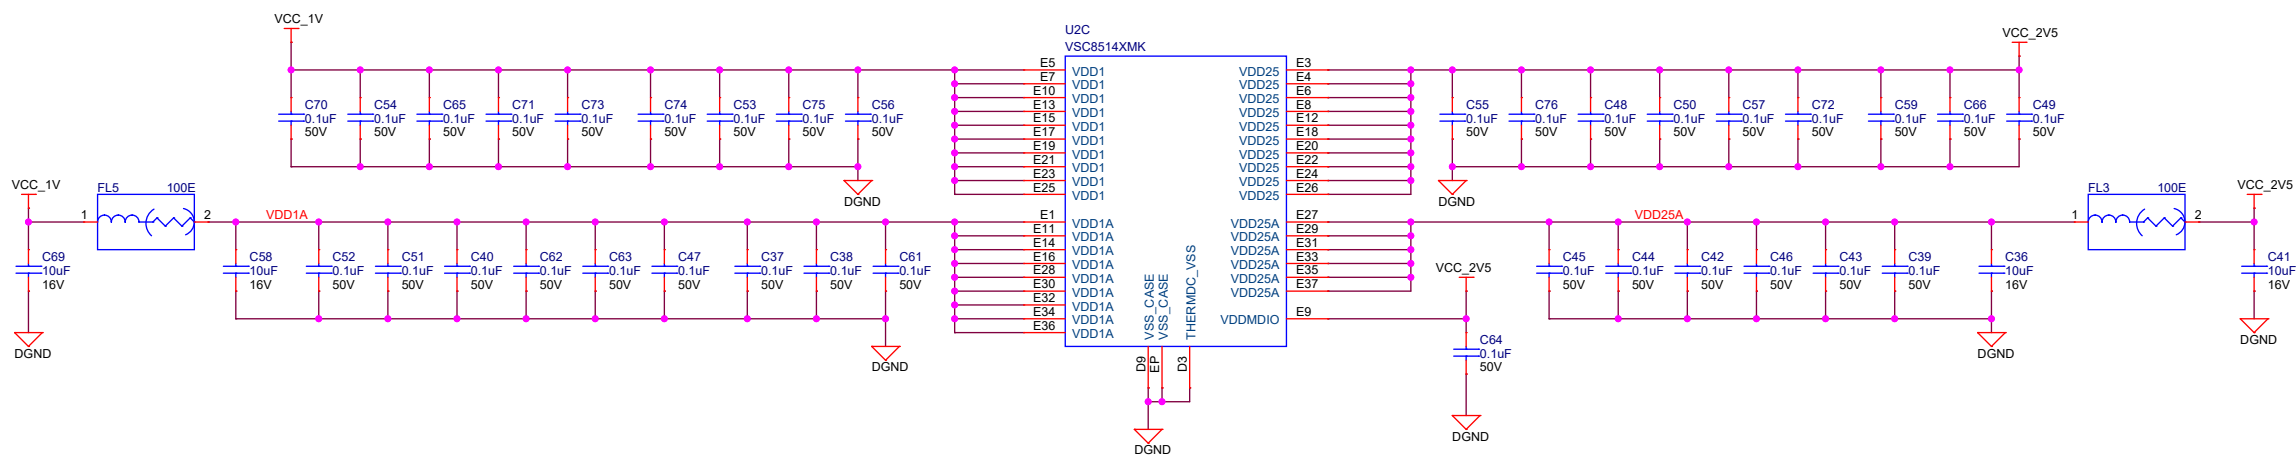 VCC_1V
U2C
VSC8514XMK
VCC_2V5
C70 0.1uF 50V
C54 0.1uF 50V
C65 0.1uF 50V
C71 0.1uF 50V
C73 0.1uF 50V
C74 0.1uF 50V
C53 0.1uF 50V
C75 0.1uF 50V
C56 0.1uF 50V
DGND
E5 VDD1
E7 VDD1
E10 VDD1
E13 VDD1
E15 VDD1
E17 VDD1
E19 VDD1
E21 VDD1
E23 VDD1
E25 VDD1
VDD25 E3
VDD25 E4
VDD25 E6
VDD25 E8
VDD25 E12
VDD25 E18
VDD25 E20
VDD25 E22
VDD25 E24
VDD25 E26
C55 0.1uF 50V
C76 0.1uF 50V
C48 0.1uF 50V
C50 0.1uF 50V
C57 0.1uF 50V
C72 0.1uF 50V
C59 0.1uF 50V
C66 0.1uF 50V
C49 0.1uF 50V
DGND
VCC_1V
C69 10uF 16V
DGND
FL5 100E
1 2
VDD1A
C58 10uF 16V
C52 0.1uF 50V
C51 0.1uF 50V
C40 0.1uF 50V
C62 0.1uF 50V
C63 0.1uF 50V
C47 0.1uF 50V
C37 0.1uF 50V
C38 0.1uF 50V
C61 0.1uF 50V
DGND
E1 VDD1A
E11 VDD1A
E14 VDD1A
E16 VDD1A
E28 VDD1A
E30 VDD1A
E32 VDD1A
E34 VDD1A
E36 VDD1A
VSS_CASE D9
VSS_CASE EP
THERMDC_VSS D3
DGND
VDD25A E27
VDD25A E29
VDD25A E31
VDD25A E33
VDD25A E35
VDD25A E37
VDDMDIO E9
VCC_2V5
C64 0.1uF 50V
DGND
VDD25A
C45 0.1uF 50V
C44 0.1uF 50V
C42 0.1uF 50V
C46 0.1uF 50V
C43 0.1uF 50V
C39 0.1uF 50V
C36 10uF 16V
DGND
FL3 100E
1 2
VCC_2V5
C41 10uF 16V
DGND